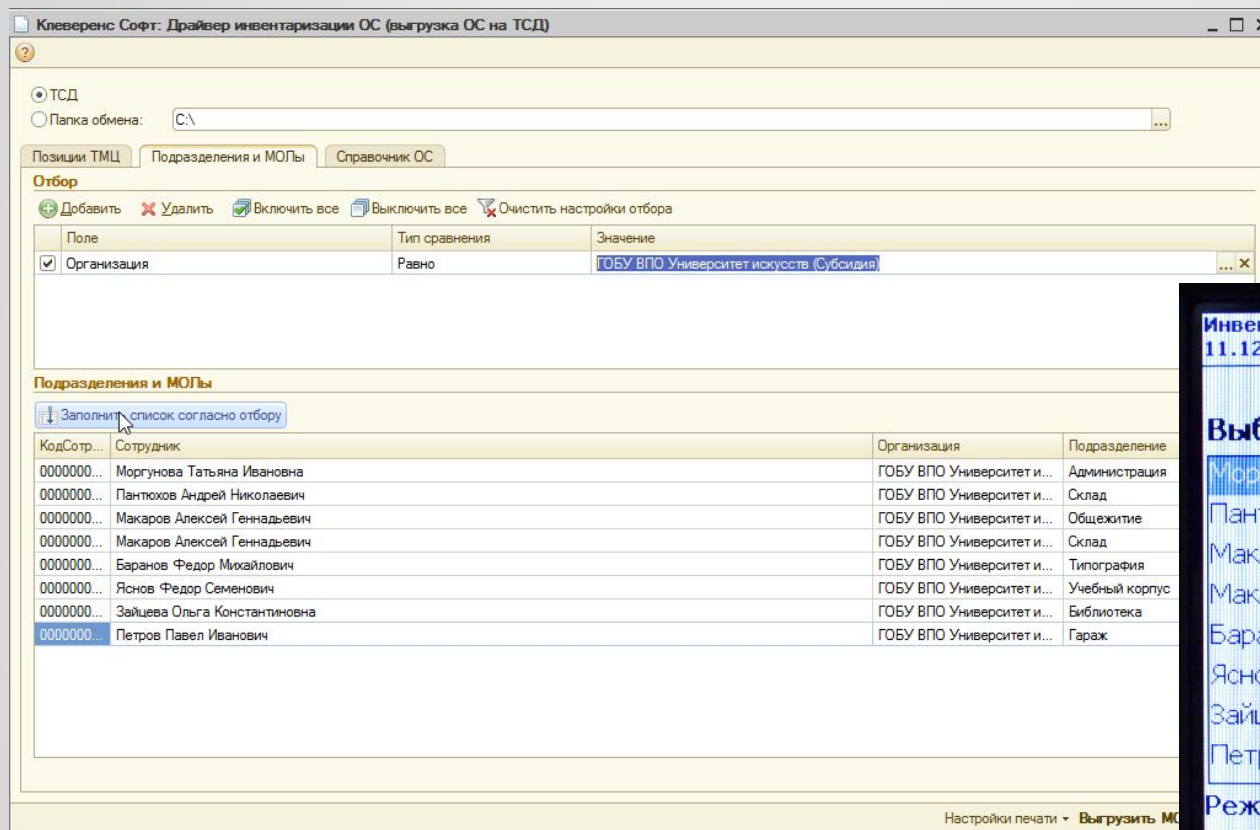 Клеверенс Софт: Драйвер инвентаризации ОС (выгрузка ОС на ТСД)
ТСД
Папка обмена: C:\ ...
Позиции ТМЦ Подразделения и МОЛы Справочник ОС
Отбор
Добавить Удалить Включить все Выключить все Очистить настройки отбора
Поле Тип сравнения Значение
Организация Равно ГОБУ ВПО Университет искусств (Субсидия) ...
Подразделения и МОЛы
Заполнить список согласно отбору
КодСотр... Сотрудник Организация Подразделение
0000000... Моргунова Татьяна Ивановна ГОБУ ВПО Университет и... Администрация
0000000... Пантюхов Андрей Николаевич ГОБУ ВПО Университет и... Склад
0000000... Макаров Алексей Геннадьевич ГОБУ ВПО Университет и... Общежитие
0000000... Макаров Алексей Геннадьевич ГОБУ ВПО Университет и... Склад
0000000... Баранов Федор Михайлович ГОБУ ВПО Университет и... Типография
0000000... Яснов Федор Семенович ГОБУ ВПО Университет и... Учебный корпус
0000000... Зайцева Ольга Константиновна ГОБУ ВПО Университет и... Библиотека
0000000... Петров Павел Иванович ГОБУ ВПО Университет и... Гараж
Настройки печати Выгрузить
11.12